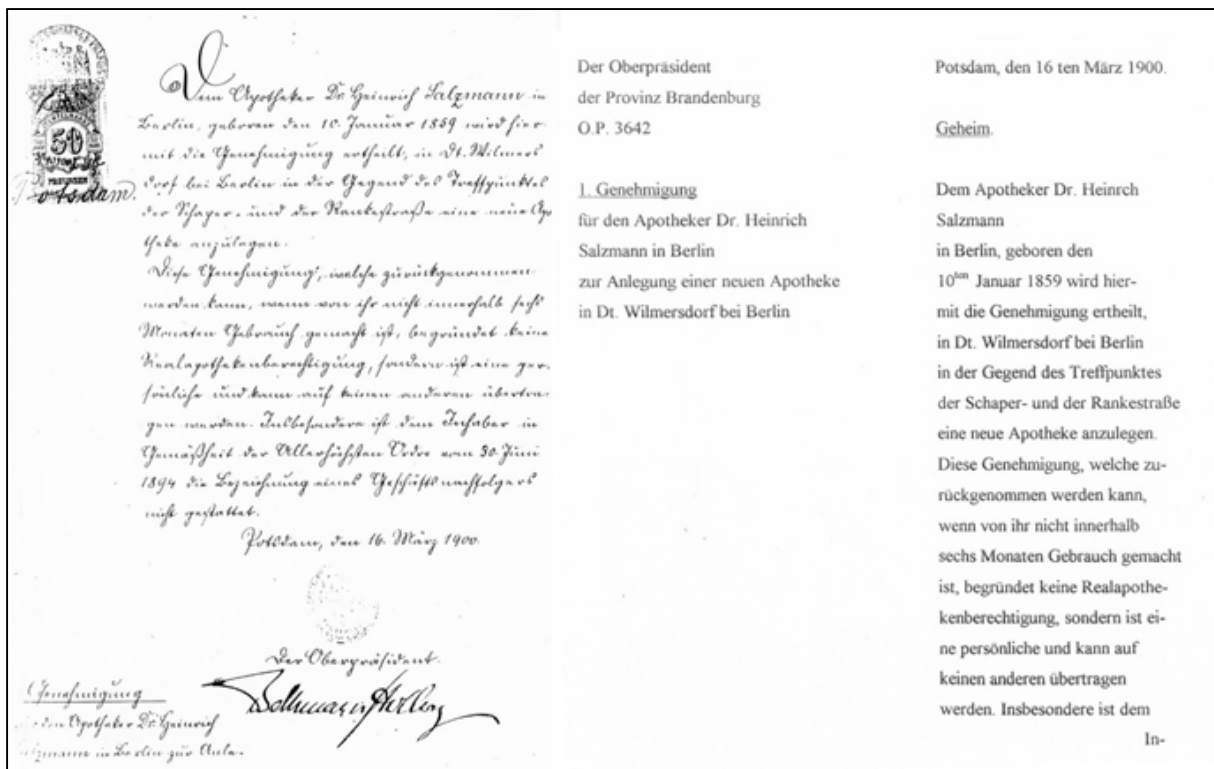 50
PREUSSEN
Potsdam.
Dem Apotheker Dr. Heinrich Salzmann in
Berlin, geboren den 10. Januar 1859 wird hier-
mit die Genehmigung ertheilt, in Dt. Wilmers
dorf bei Berlin in der Gegend des Treffpunktes
der Schaper- und der Rankestraße eine neue Apo
theke anzulegen.
Diese Genehmigung, welche zurückgenommen
werden kann, wenn von ihr nicht innerhalb sechs
Monaten Gebrauch gemacht ist, begründet keine
Realapothekenberechtigung, sondern ist eine per-
sönliche und kann auf keinen anderen übertra-
gen werden. Insbesondere ist dem Inhaber in
Gemäßheit der Allerhöchsten Ordre vom 30. Juni
1894 die Bezeichnung eines Geschäftsnachfolgers
nicht gestattet.
Potsdam, den 16. März 1900.
Der Oberpräsident.
Bethmann Hollweg
Genehmigung
den Apotheker Dr. Heinrich
Salzmann in Berlin zur Anle-
Der Oberpräsident
der Provinz Brandenburg
O.P. 3642
1. Genehmigung
für den Apotheker Dr. Heinrich
Salzmann in Berlin
zur Anlegung einer neuen Apotheke
in Dt. Wilmersdorf bei Berlin
Potsdam, den 16 ten März 1900.
Geheim.
Dem Apotheker Dr. Heinrch
Salzmann
in Berlin, geboren den
10ten Januar 1859 wird hier-
mit die Genehmigung ertheilt,
in Dt. Wilmersdorf bei Berlin
in der Gegend des Treffpunktes
der Schaper- und der Rankestraße
eine neue Apotheke anzulegen.
Diese Genehmigung, welche zu-
rückgenommen werden kann,
wenn von ihr nicht innerhalb
sechs Monaten Gebrauch gemacht
ist, begründet keine Realapothe-
kenberechtigung, sondern ist ei-
ne persönliche und kann auf
keinen anderen übertragen
werden. Insbesondere ist dem
In-